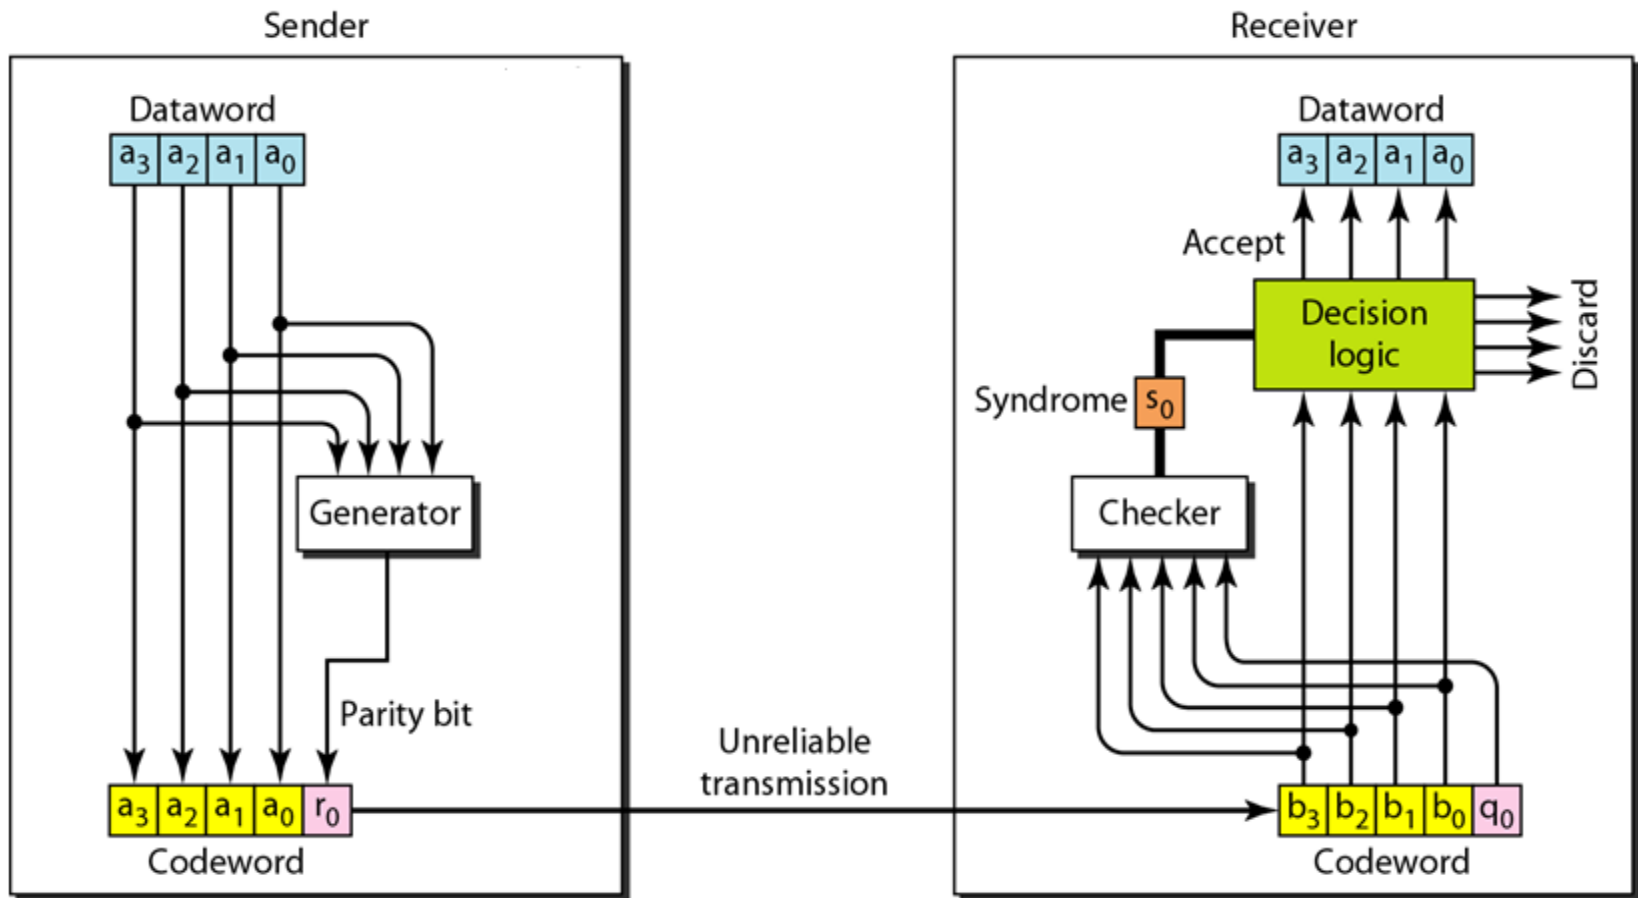 Sender
Dataword
a3 a2 a1 a0
Generator
Parity bit
a3 a2 a1 a0 r0
Codeword
Unreliable
transmission
Receiver
Dataword
a3 a2 a1 a0
Accept
Decision
logic
Discard
Syndrome s0
Checker
b3 b2 b1 b0 q0
Codeword